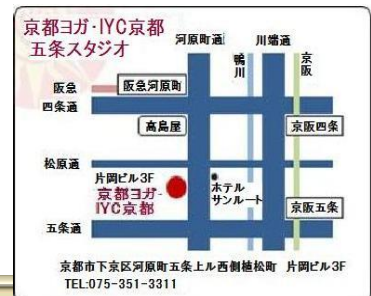 京都ヨガ・IYC京都
五条スタジオ
河原町通
川端通
鴨川
京阪
阪急
阪急河原町
四条通
高島屋
京阪四条
松原通
片岡ビル3F
京都ヨガ・
IYC京都
ホテル
サンルート
京阪五条
五条通
京都市下京区河原町五条上ル西側植松町 片岡ビル3F
TEL:075-351-3311